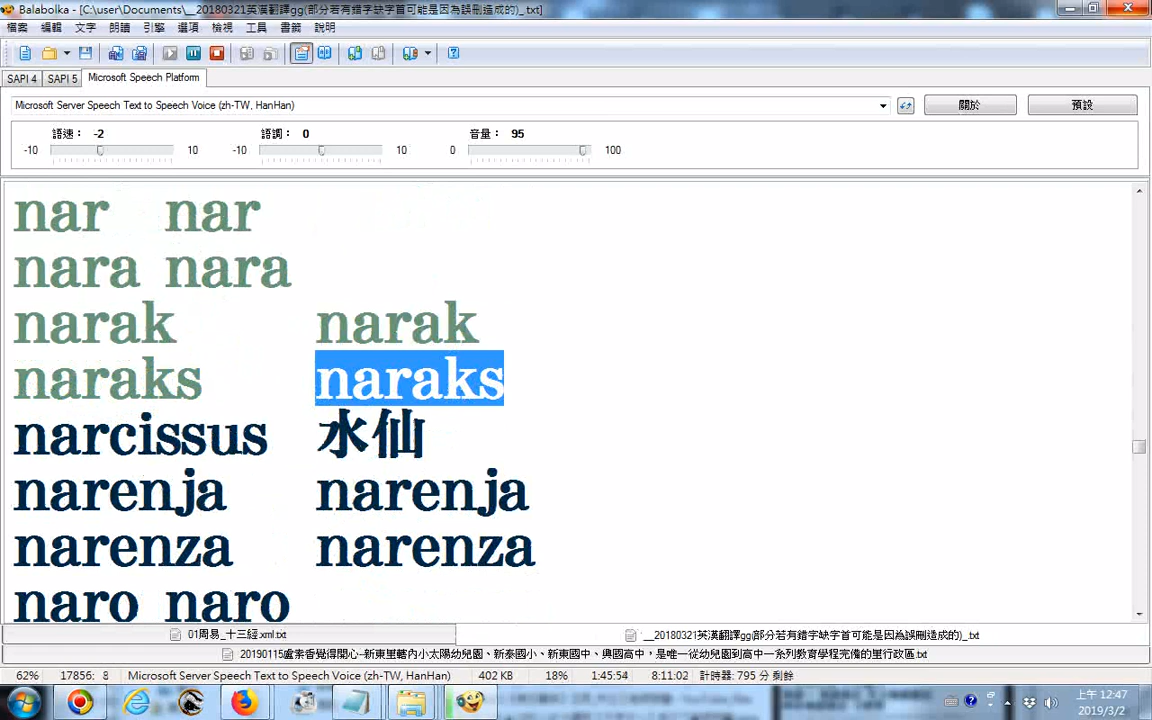 Balabolka - [C:\user\Documents\__20180321英漢翻譯gg(部分若有錯字缺字首可能是因為誤刪造成的)_.txt]
檔案 編輯 文字 朗讀 引擎 選項 檢視 工具 書籤 說明
SAPI 4 SAPI 5 Microsoft Speech Platform
Microsoft Server Speech Text to Speech Voice (zh-TW, HanHan) 關於 預設
語速: -2 語調: 0 音量: 95
-10 10 -10 10 0 100
nar nar
nara nara
narak narak
naraks naraks
narcissus 水仙
narenja narenja
narenza narenza
naro naro
01周易_十三經.xml.txt __20180321英漢翻譯gg(部分若有錯字缺字首可能是因為誤刪造成的)_.txt
20190115盧素香覺得開心-新東里轄內小太陽幼兒園、新泰國小、新東國中、興國高中，是唯一從幼兒園到高中一系列教育學程完備的里行政區.txt
62% 17856: 8 Microsoft Server Speech Text to Speech Voice (zh-TW, HanHan) 402 KB 18% 1:45:54 8:11:02 計時器: 795 分 剩餘
上午 12:47
2019/3/2